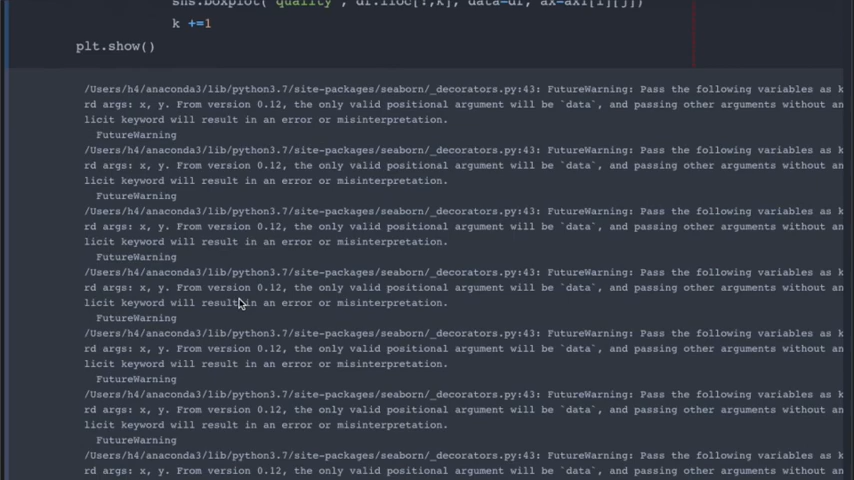 sns.boxplot('quality', df.iloc[:,k], data=df, ax=ax1[i][j])
k +=1
plt.show()
/Users/h4/anaconda3/lib/python3.7/site-packages/seaborn/_decorators.py:43: FutureWarning: Pass the following variables as k
rd args: x, y. From version 0.12, the only valid positional argument will be `data`, and passing other arguments without an
licit keyword will result in an error or misinterpretation.
FutureWarning
/Users/h4/anaconda3/lib/python3.7/site-packages/seaborn/_decorators.py:43: FutureWarning: Pass the following variables as k
rd args: x, y. From version 0.12, the only valid positional argument will be `data`, and passing other arguments without an
licit keyword will result in an error or misinterpretation.
FutureWarning
/Users/h4/anaconda3/lib/python3.7/site-packages/seaborn/_decorators.py:43: FutureWarning: Pass the following variables as k
rd args: x, y. From version 0.12, the only valid positional argument will be `data`, and passing other arguments without an
licit keyword will result in an error or misinterpretation.
FutureWarning
/Users/h4/anaconda3/lib/python3.7/site-packages/seaborn/_decorators.py:43: FutureWarning: Pass the following variables as k
rd args: x, y. From version 0.12, the only valid positional argument will be `data`, and passing other arguments without an
licit keyword will result in an error or misinterpretation.
FutureWarning
/Users/h4/anaconda3/lib/python3.7/site-packages/seaborn/_decorators.py:43: FutureWarning: Pass the following variables as k
rd args: x, y. From version 0.12, the only valid positional argument will be `data`, and passing other arguments without an
licit keyword will result in an error or misinterpretation.
FutureWarning
/Users/h4/anaconda3/lib/python3.7/site-packages/seaborn/_decorators.py:43: FutureWarning: Pass the following variables as k
rd args: x, y. From version 0.12, the only valid positional argument will be `data`, and passing other arguments without an
licit keyword will result in an error or misinterpretation.
FutureWarning
/Users/h4/anaconda3/lib/python3.7/site-packages/seaborn/_decorators.py:43: FutureWarning: Pass the following variables as k
rd args: x, y. From version 0.12, the only valid positional argument will be `data`, and passing other arguments without an